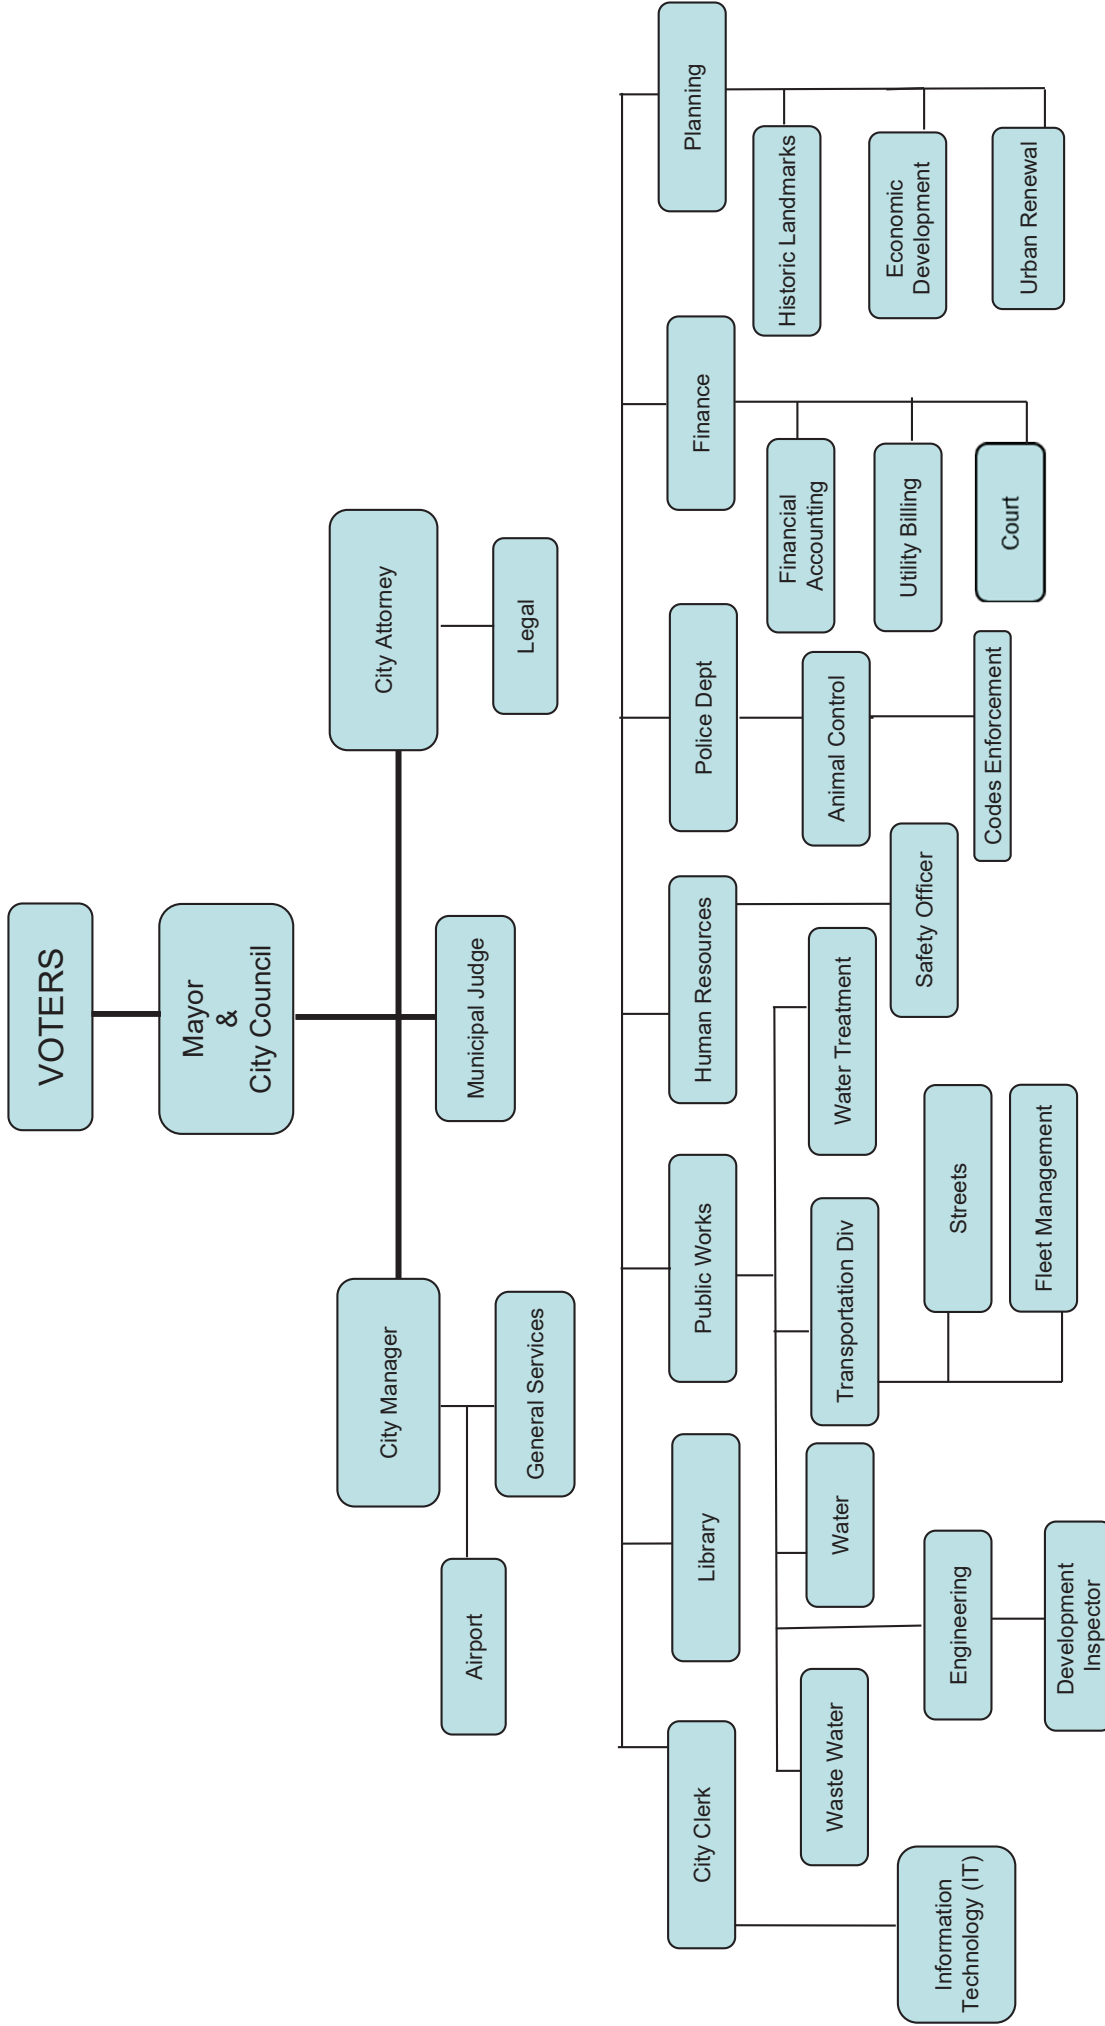 VOTERS
Mayor
&
City Council
City Manager
Municipal Judge
City Attorney
Airport
General Services
Legal
City Clerk
Library
Public Works
Human Resources
Police Dept
Finance
Planning
Information
Technology (IT)
Waste Water
Engineering
Development
Inspector
Water
Transportation Div
Streets
Fleet Management
Water Treatment
Safety Officer
Animal Control
Codes Enforcement
Financial
Accounting
Utility Billing
Court
Historic Landmarks
Economic
Development
Urban Renewal